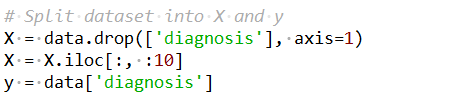 # Split dataset into X and y
X = data.drop(['diagnosis'], axis=1)
X = X.iloc[:, :10]
y = data['diagnosis']